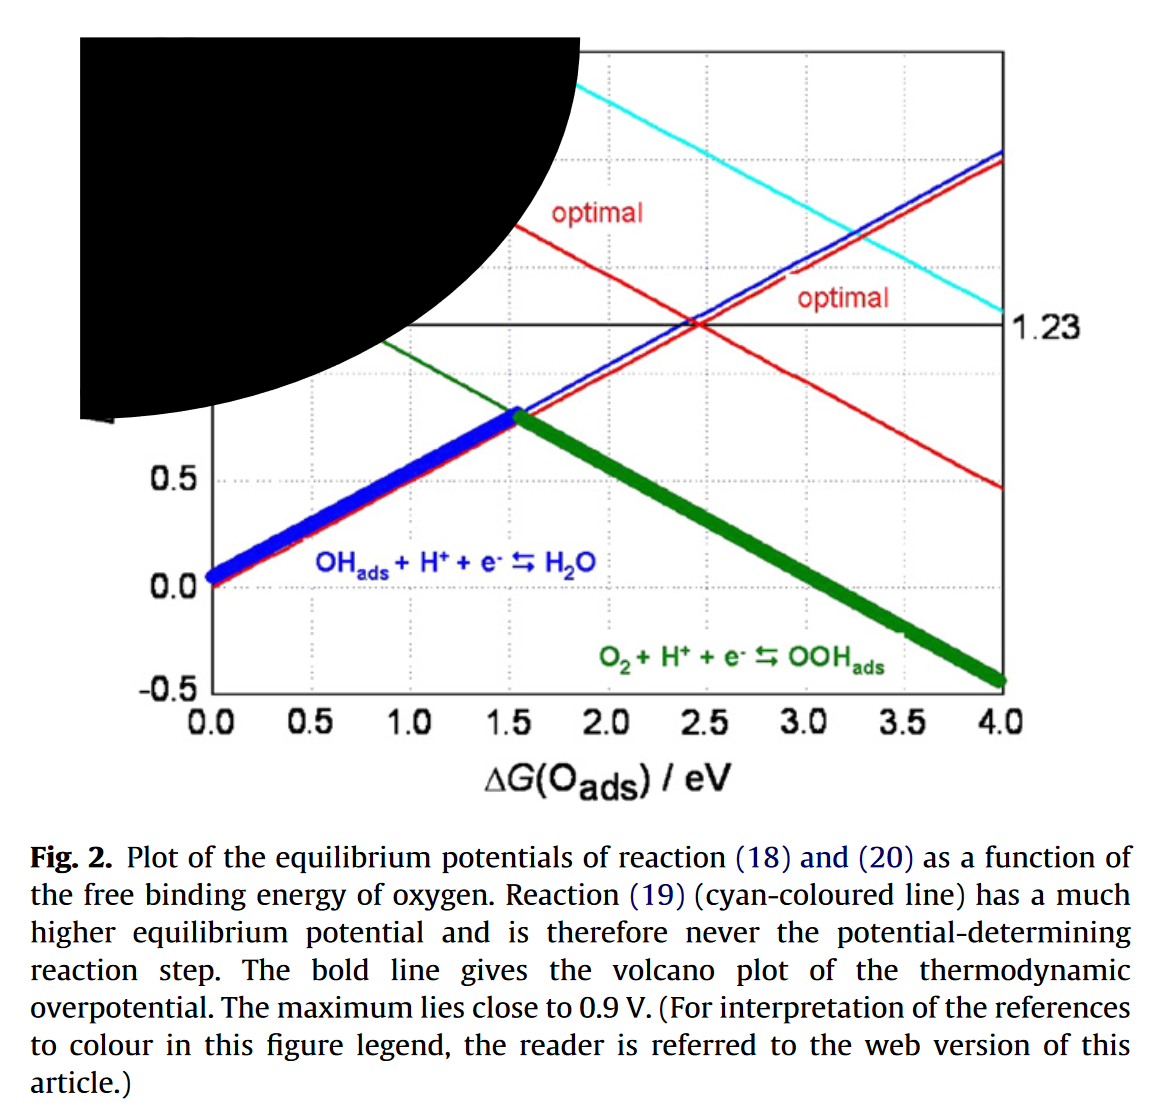 optimal
optimal
1.23
0.5
OHads + H+ + e- ⇆ H2O
0.0
O2 + H+ + e- ⇆ OOHads
-0.5
0.0 0.5 1.0 1.5 2.0 2.5 3.0 3.5 4.0
ΔG(Oads) / eV
Fig. 2. Plot of the equilibrium potentials of reaction (18) and (20) as a function of
the free binding energy of oxygen. Reaction (19) (cyan-coloured line) has a much
higher equilibrium potential and is therefore never the potential-determining
reaction step. The bold line gives the volcano plot of the thermodynamic
overpotential. The maximum lies close to 0.9 V. (For interpretation of the references
to colour in this figure legend, the reader is referred to the web version of this
article.)